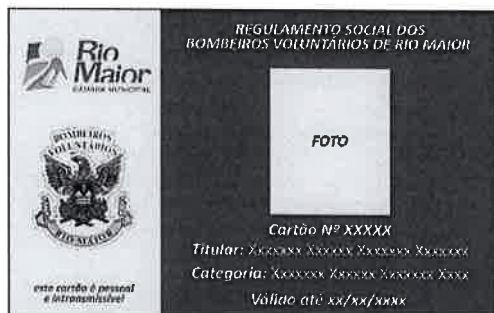 Rio
Maior
CÂMARA MUNICIPAL
BOMBEIROS
VOLUNTÁRIOS
RIO MAIOR
este cartão é pessoal
e intransmissível
REGULAMENTO SOCIAL DOS
BOMBEIROS VOLUNTÁRIOS DE RIO MAIOR
FOTO
Cartão Nº XXXXX
Titular: Xxxxxxx Xxxxxx Xxxxxxx Xxxxxxx
Categoria: Xxxxxxx Xxxxxx Xxxxxxx Xxxx
Válido até xx/xx/xxxx